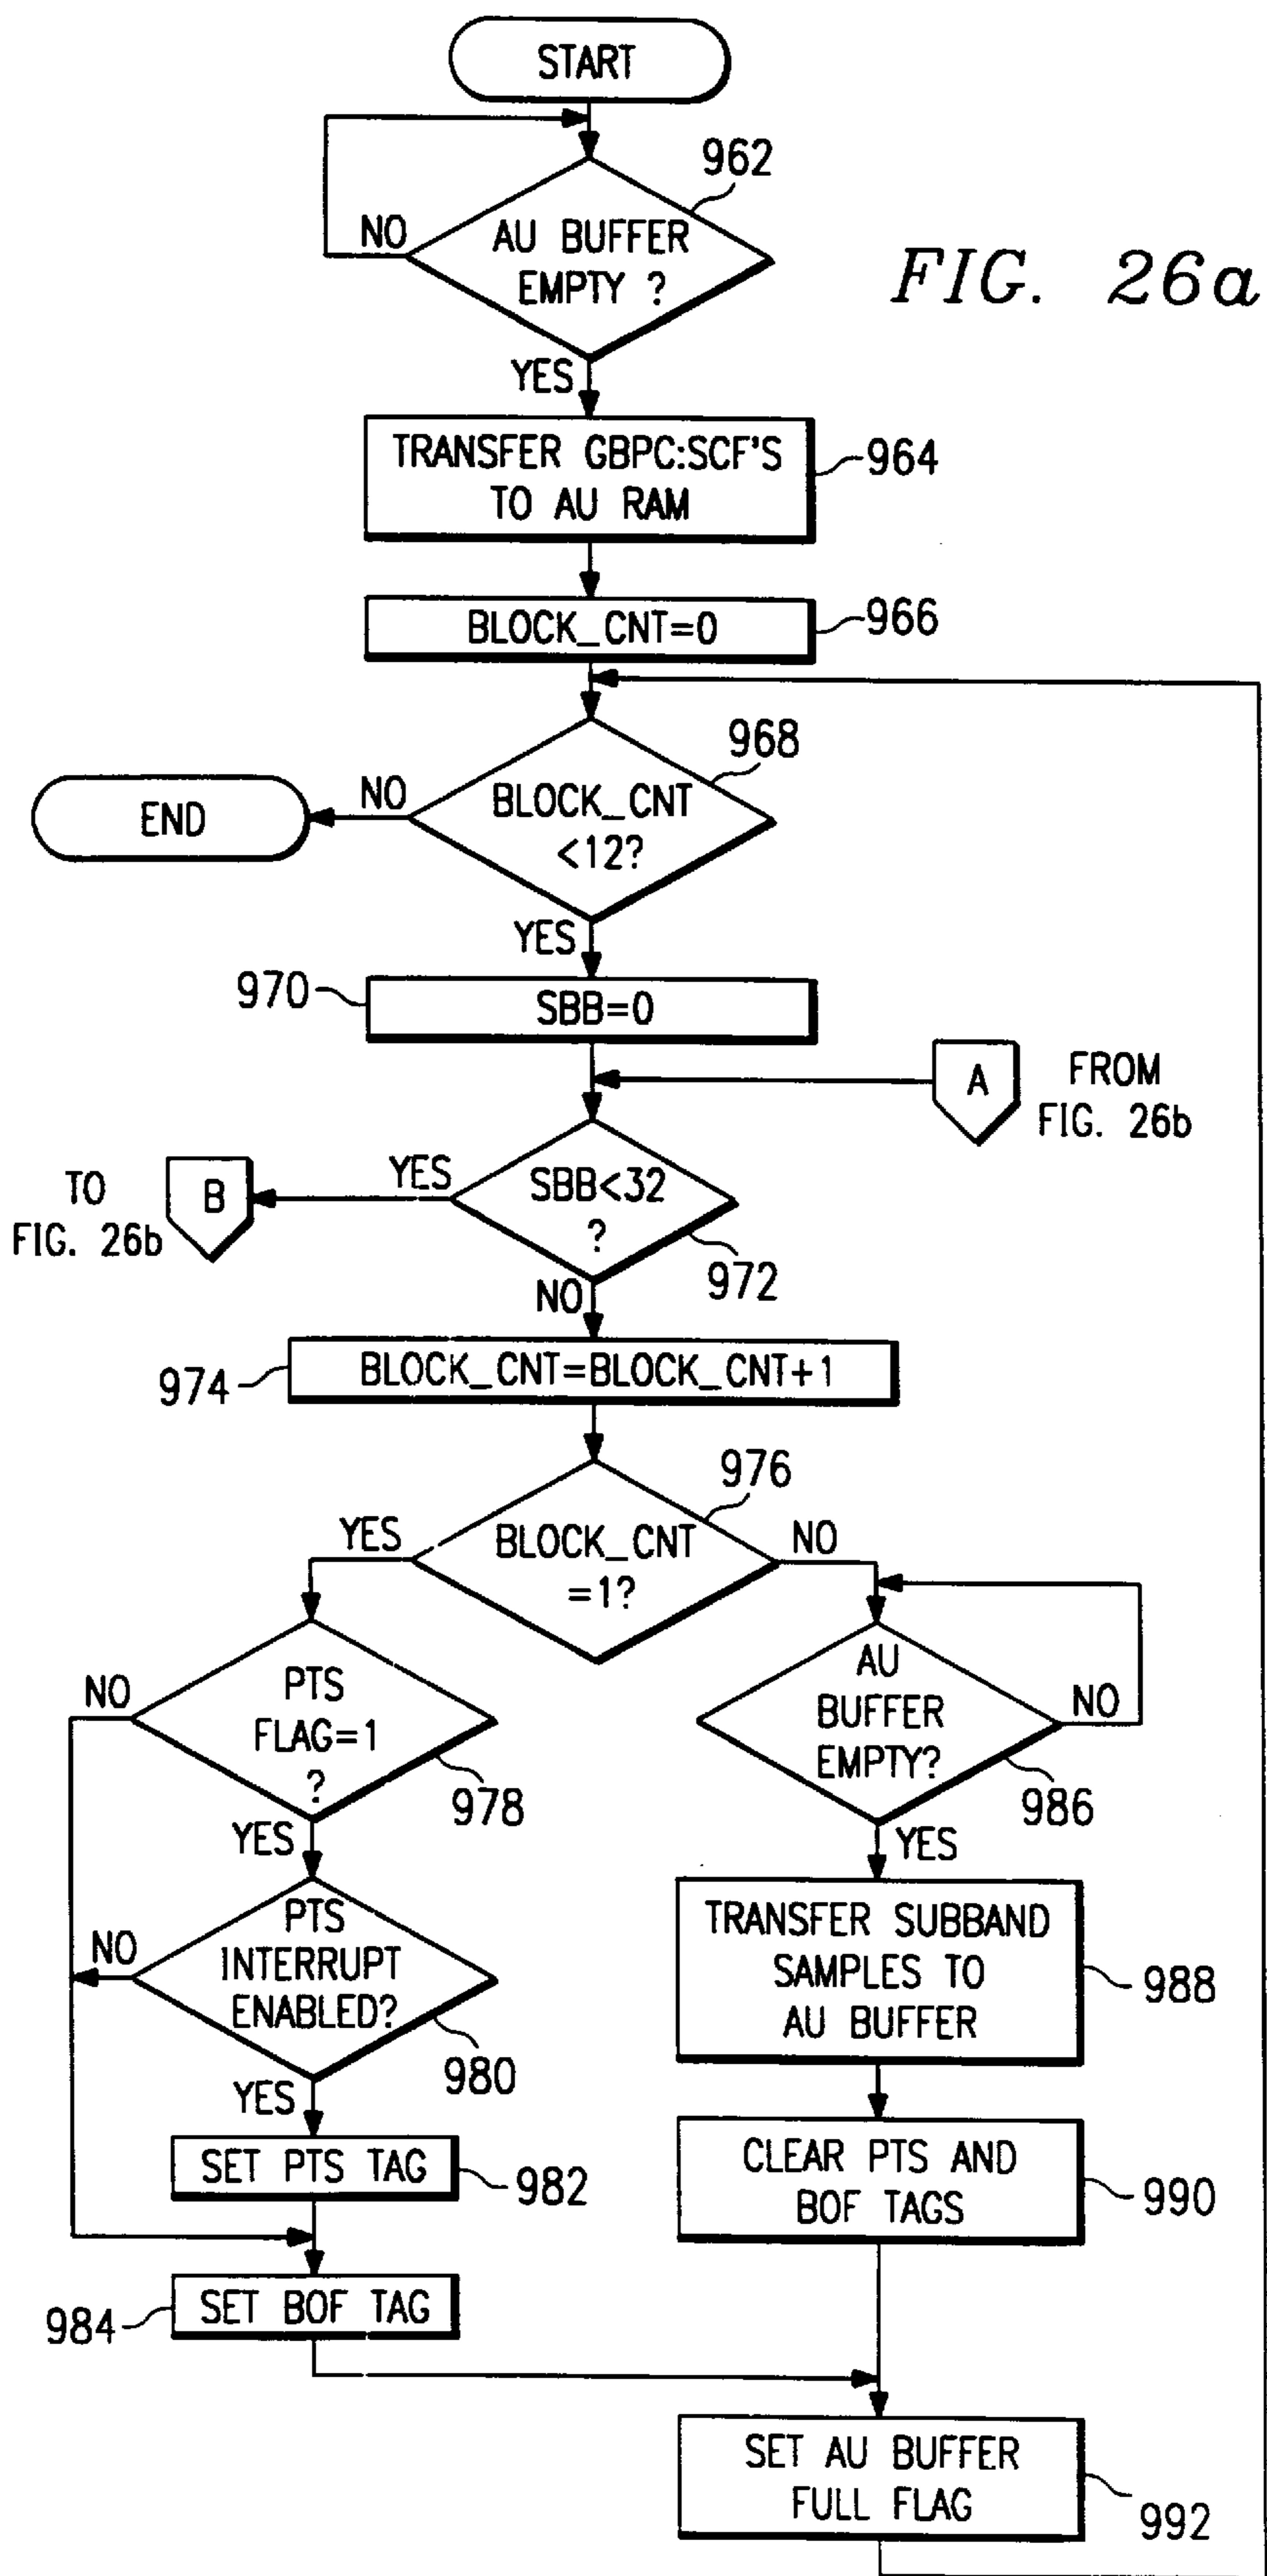 START
962
NO
AU BUFFER
EMPTY ?
FIG. 26a
YES
TRANSFER GBPC:SCF'S
TO AU RAM
964
BLOCK_CNT=0
966
968
BLOCK_CNT
<12?
NO
END
YES
970
SBB=0
A
FROM
FIG. 26b
TO
FIG. 26b
B
YES
SBB<32
?
972
NO
974
BLOCK_CNT=BLOCK_CNT+1
976
YES
BLOCK_CNT
=1?
NO
NO
PTS
FLAG=1
?
978
AU
BUFFER
EMPTY?
NO
986
YES
YES
PTS
INTERRUPT
ENABLED?
NO
980
TRANSFER SUBBAND
SAMPLES TO
AU BUFFER
988
YES
SET PTS TAG
982
CLEAR PTS AND
BOF TAGS
990
984
SET BOF TAG
SET AU BUFFER
FULL FLAG
992